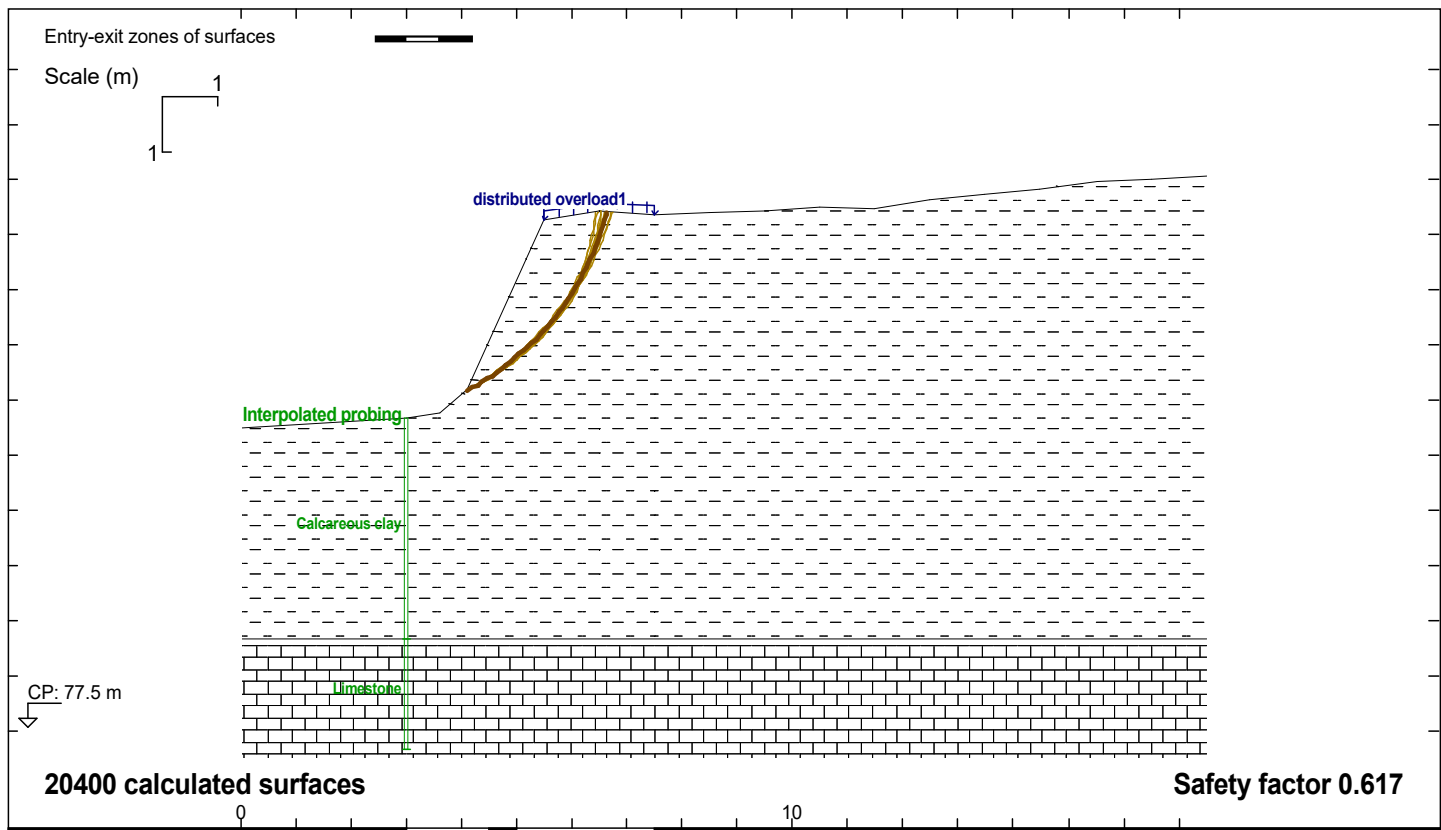 Entry-exit zones of surfaces
Scale (m)
1
1
distributed overload1
Interpolated probing
Calcareous clay
Limestone
CP: 77.5 m
20400 calculated surfaces
Safety factor 0.617
0
10